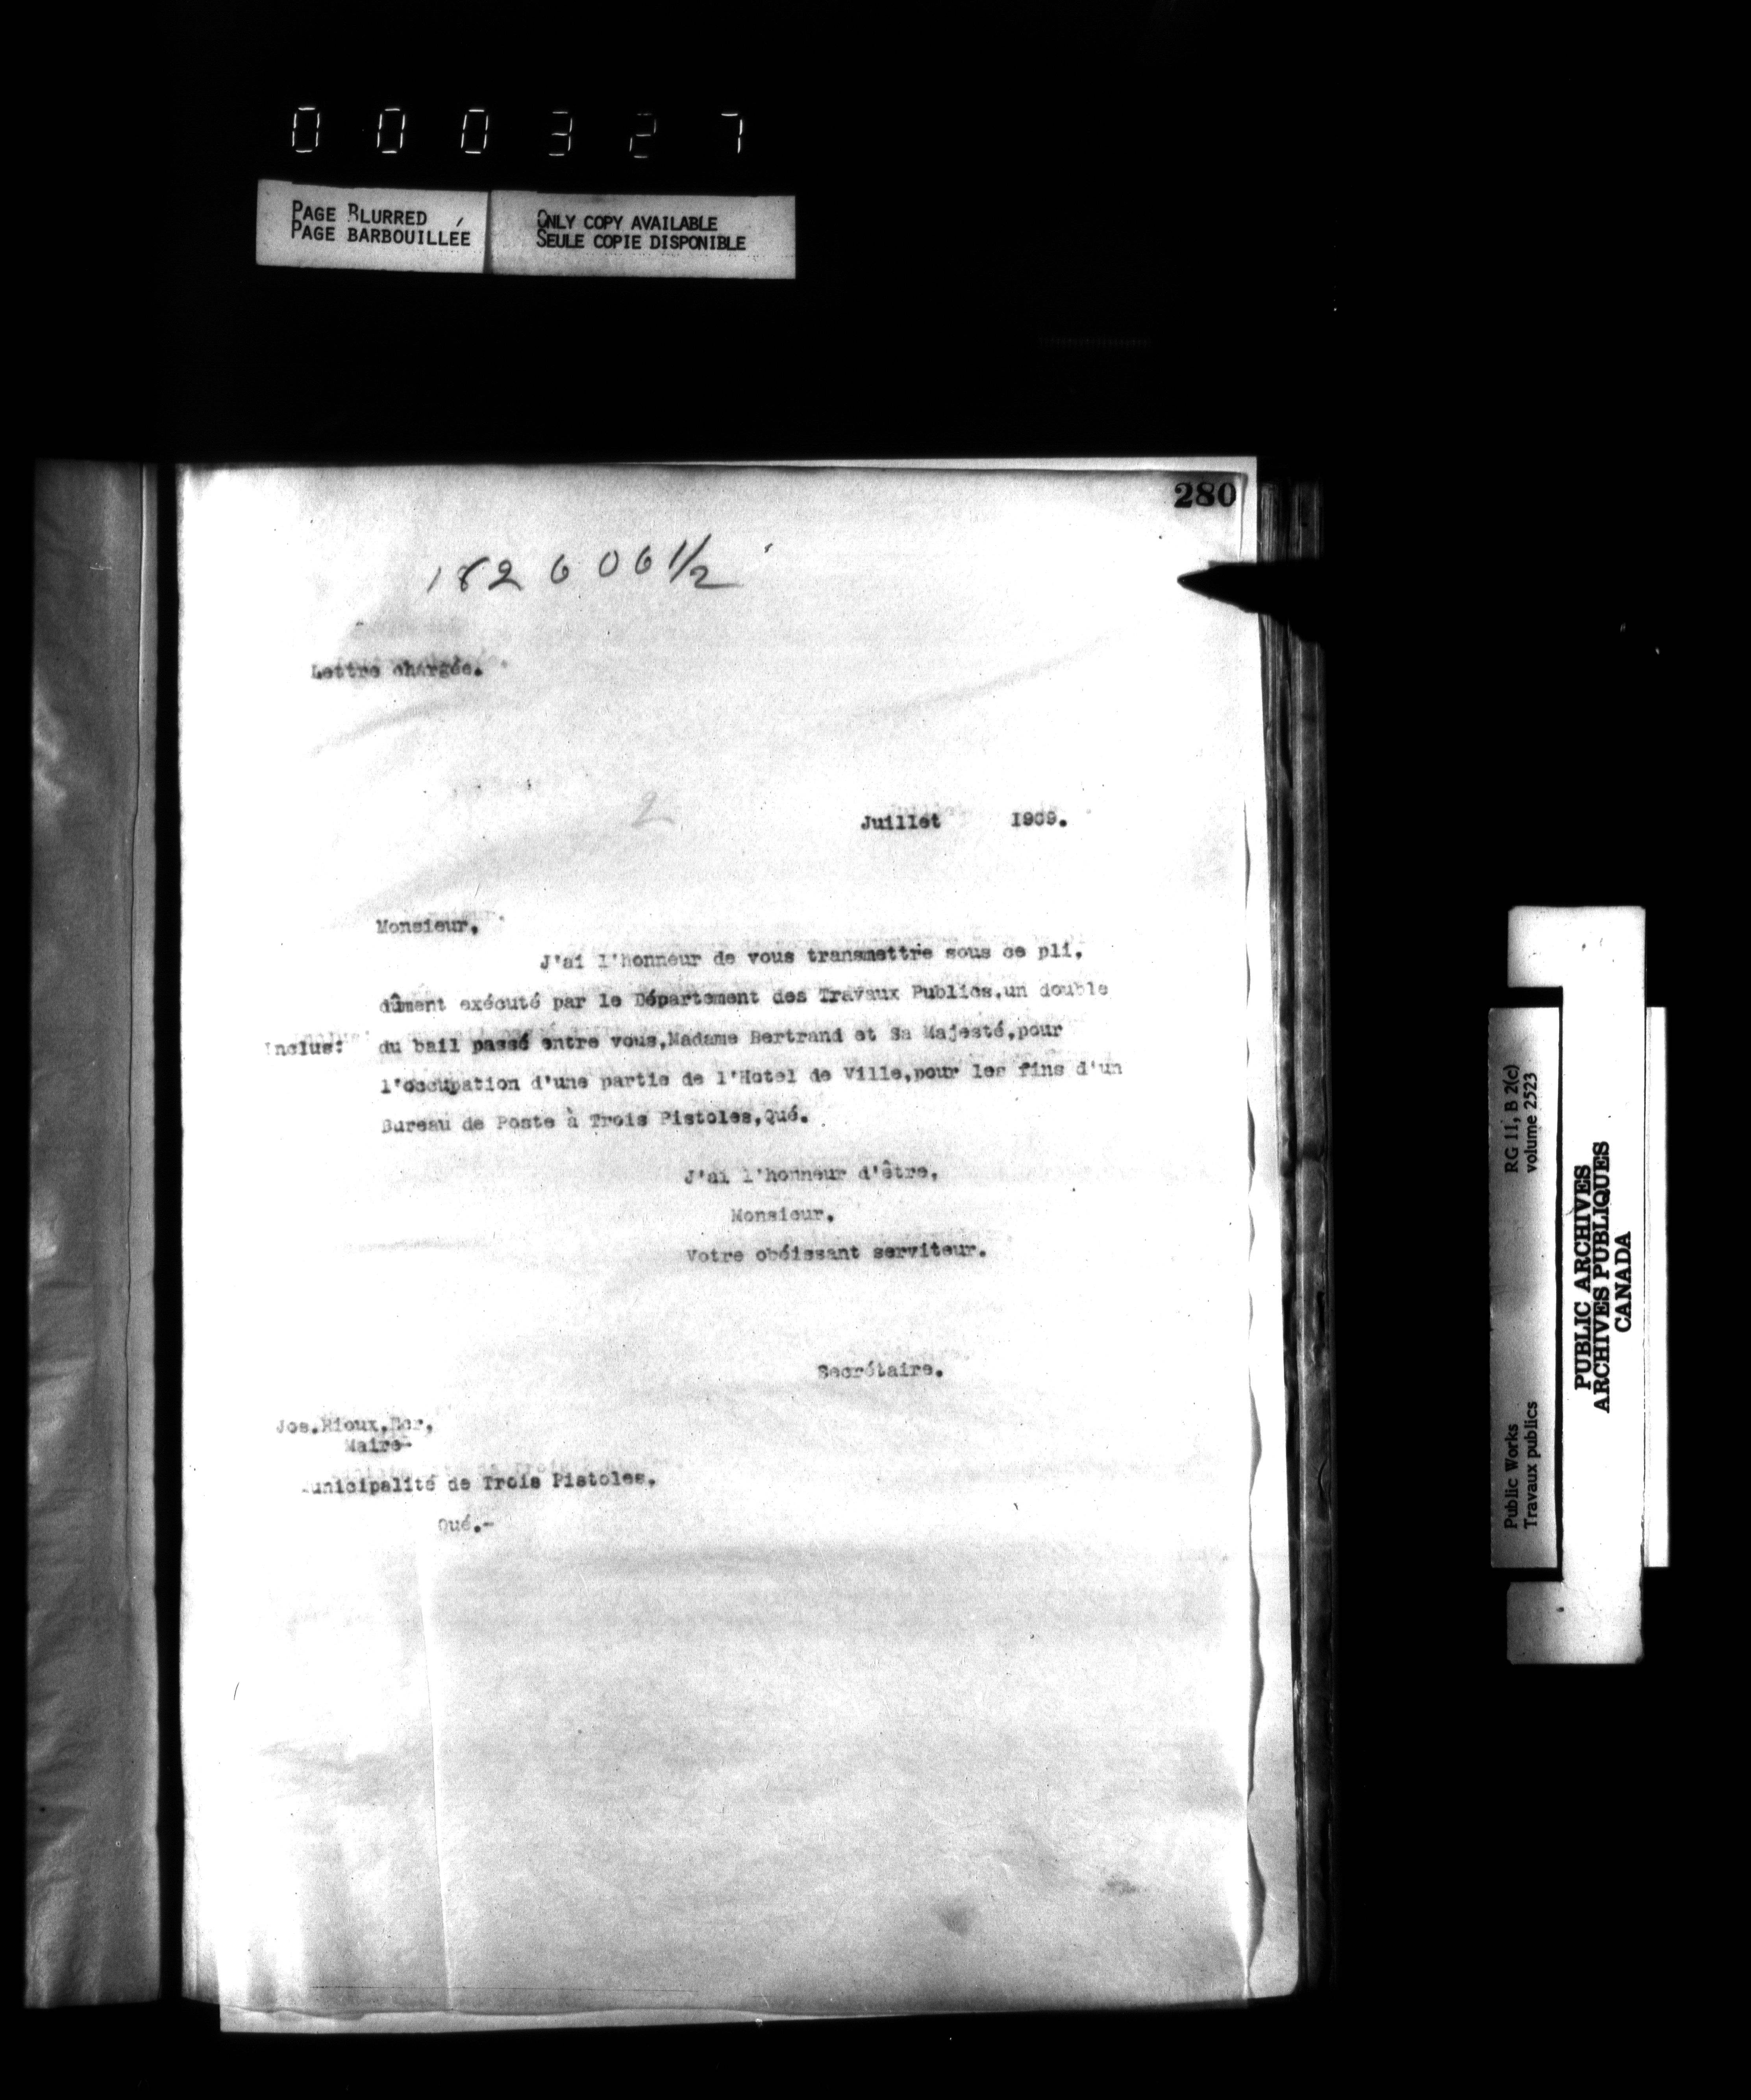 000327
PAGE BLURRED
PAGE BARBOUILLÉE
ONLY COPY AVAILABLE
SEULE COPIE DISPONIBLE
280
182606 1/2
Lettre chargée.
2
Juillet 1909.
Monsieur,
J'ai l'honneur de vous transmettre sous ce pli,
dûment exécuté par le Département des Travaux Publics,un double
Inclus: du bail passé entre vous,Madame Bertrand et Sa Majesté,pour
l'occupation d'une partie de l'Hotel de Ville,pour les fins d'un
Bureau de Poste à Trois Pistoles,Qué.
J'ai l'honneur d'être,
Monsieur,
Votre obéissant serviteur.
Secrétaire.
Jos.Rioux,Ecr,
Maire-
Municipalité de Trois Pistoles,
Qué.-
Public Works
Travaux publics
RG 11, B 2(c)
volume 2523
PUBLIC ARCHIVES
ARCHIVES PUBLIQUES
CANADA